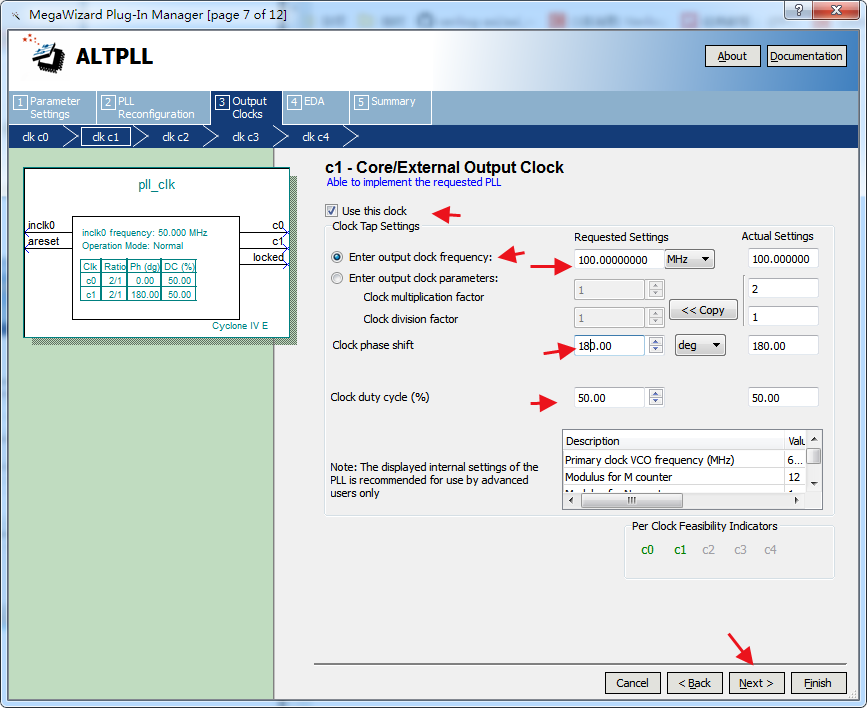 MegaWizard Plug-In Manager [page 7 of 12]
?
ALTPLL
About
Documentation
1 Parameter Settings
2 PLL Reconfiguration
3 Output Clocks
4 EDA
5 Summary
clk c0
clk c1
clk c2
clk c3
clk c4
pll_clk
inclk0
areset
inclk0 frequency: 50.000 MHz
Operation Mode: Normal
Clk Ratio Ph (dg) DC (%)
c0 2/1 0.00 50.00
c1 2/1 180.00 50.00
c0
c1
locked
Cyclone IV E
c1 - Core/External Output Clock
Able to implement the requested PLL
Use this clock
Clock Tap Settings
Requested Settings
Actual Settings
Enter output clock frequency:
100.00000000
MHz
100.000000
Enter output clock parameters:
Clock multiplication factor
1
2
<< Copy
Clock division factor
1
1
Clock phase shift
180.00
deg
180.00
Clock duty cycle (%)
50.00
50.00
Note: The displayed internal settings of the
PLL is recommended for use by advanced
users only
Description
Primary clock VCO frequency (MHz) 6...
Modulus for M counter 12
Per Clock Feasibility Indicators
c0 c1 c2 c3 c4
Cancel
< Back
Next >
Finish